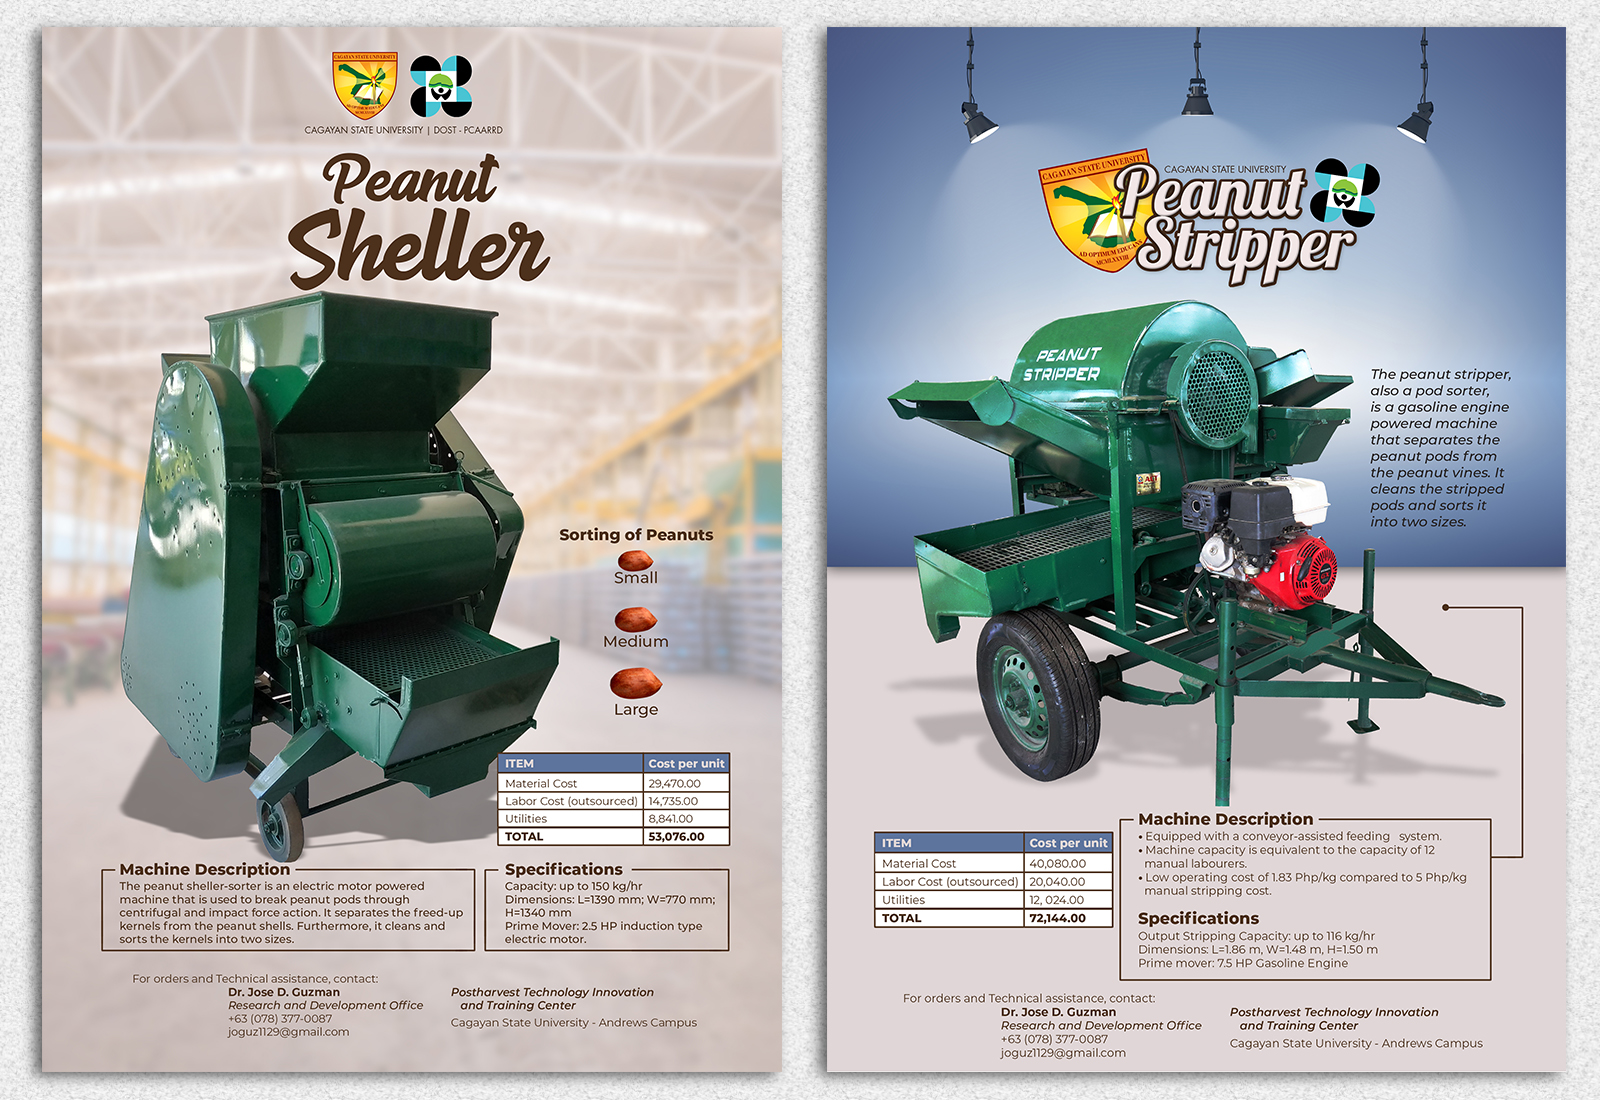 CAGAYAN STATE UNIVERSITY
AD OPTIMUM EDUCANS
MCMLXXVIII
CAGAYAN STATE UNIVERSITY | DOST - PCAARRD
Peanut
Sheller
Sorting of Peanuts
Small
Medium
Large
ITEM Cost per unit
Material Cost 29,470.00
Labor Cost (outsourced) 14,735.00
Utilities 8,841.00
TOTAL 53,076.00
Machine Description
The peanut sheller-sorter is an electric motor powered
machine that is used to break peanut pods through
centrifugal and impact force action. It separates the freed-up
kernels from the peanut shells. Furthermore, it cleans and
sorts the kernels into two sizes.
Specifications
Capacity: up to 150 kg/hr
Dimensions: L=1390 mm; W=770 mm;
H=1340 mm
Prime Mover: 2.5 HP induction type
electric motor.
For orders and Technical assistance, contact:
Dr. Jose D. Guzman
Research and Development Office
+63 (078) 377-0087
joguz1129@gmail.com
Postharvest Technology Innovation
and Training Center
Cagayan State University - Andrews Campus
CAGAYAN STATE UNIVERSITY
AD OPTIMUM EDUCANS
MCMLXXVIII
CAGAYAN STATE UNIVERSITY
Peanut
Stripper
PEANUT
STRIPPER
The peanut stripper,
also a pod sorter,
is a gasoline engine
powered machine
that separates the
peanut pods from
the peanut vines. It
cleans the stripped
pods and sorts it
into two sizes.
ITEM Cost per unit
Material Cost 40,080.00
Labor Cost (outsourced) 20,040.00
Utilities 12, 024.00
TOTAL 72,144.00
Machine Description
• Equipped with a conveyor-assisted feeding system.
• Machine capacity is equivalent to the capacity of 12
manual labourers.
• Low operating cost of 1.83 Php/kg compared to 5 Php/kg
manual stripping cost.
Specifications
Output Stripping Capacity: up to 116 kg/hr
Dimensions: L=1.86 m, W=1.48 m, H=1.50 m
Prime mover: 7.5 HP Gasoline Engine
For orders and Technical assistance, contact:
Dr. Jose D. Guzman
Research and Development Office
+63 (078) 377-0087
joguz1129@gmail.com
Postharvest Technology Innovation
and Training Center
Cagayan State University - Andrews Campus